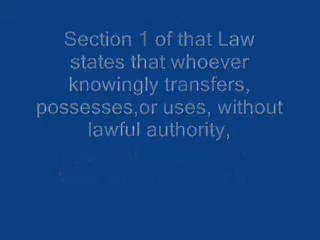 Section 1 of that Law
states that whoever
knowingly transfers,
possesses,or uses, without
lawful authority,